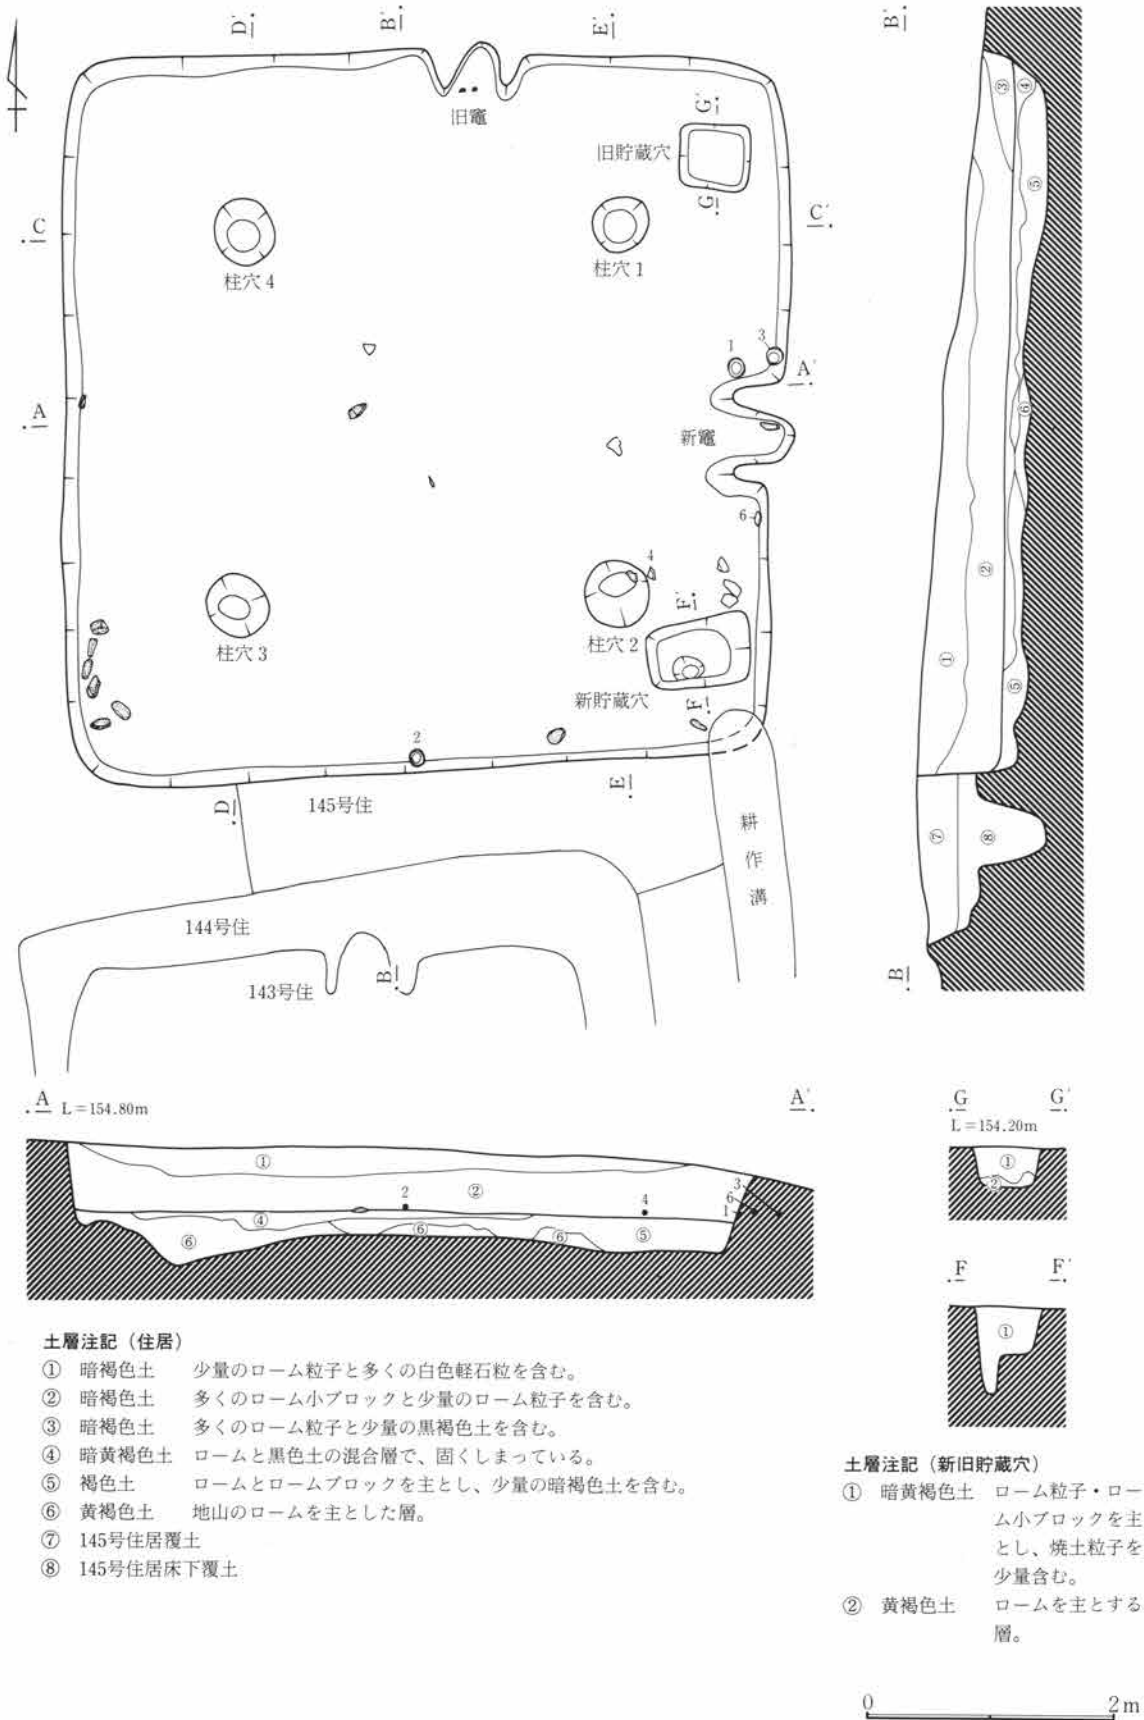 D′
B′
E′
B′
旧竈
G′
旧貯蔵穴
G
③
④
⑤
C
C′
柱穴 4
柱穴 1
1
3
A′
A
新竈
⑥
6
②
4
E′
F′
柱穴 3
柱穴 2
①
⑤
新貯蔵穴
F
2
D
E
145号住
耕作溝
⑦
⑧
144号住
143号住
B
B
A L＝154.80m
A′
G
G′
L＝154.20m
①
②
2
4
3
6
1
④
⑥
⑥
⑥
⑤
①
②
F
F′
①
土層注記（住居）
① 暗褐色土 少量のローム粒子と多くの白色軽石粒を含む。
② 暗褐色土 多くのローム小ブロックと少量のローム粒子を含む。
③ 暗褐色土 多くのローム粒子と少量の黒褐色土を含む。
④ 暗黄褐色土 ロームと黒色土の混合層で、固くしまっている。
⑤ 褐色土 ロームとロームブロックを主とし、少量の暗褐色土を含む。
⑥ 黄褐色土 地山のロームを主とした層。
⑦ 145号住居覆土
⑧ 145号住居床下覆土
土層注記（新旧貯蔵穴）
① 暗黄褐色土 ローム粒子・ロー
ム小ブロックを主
とし、焼土粒子を
少量含む。
② 黄褐色土 ロームを主とする
層。
0 2m